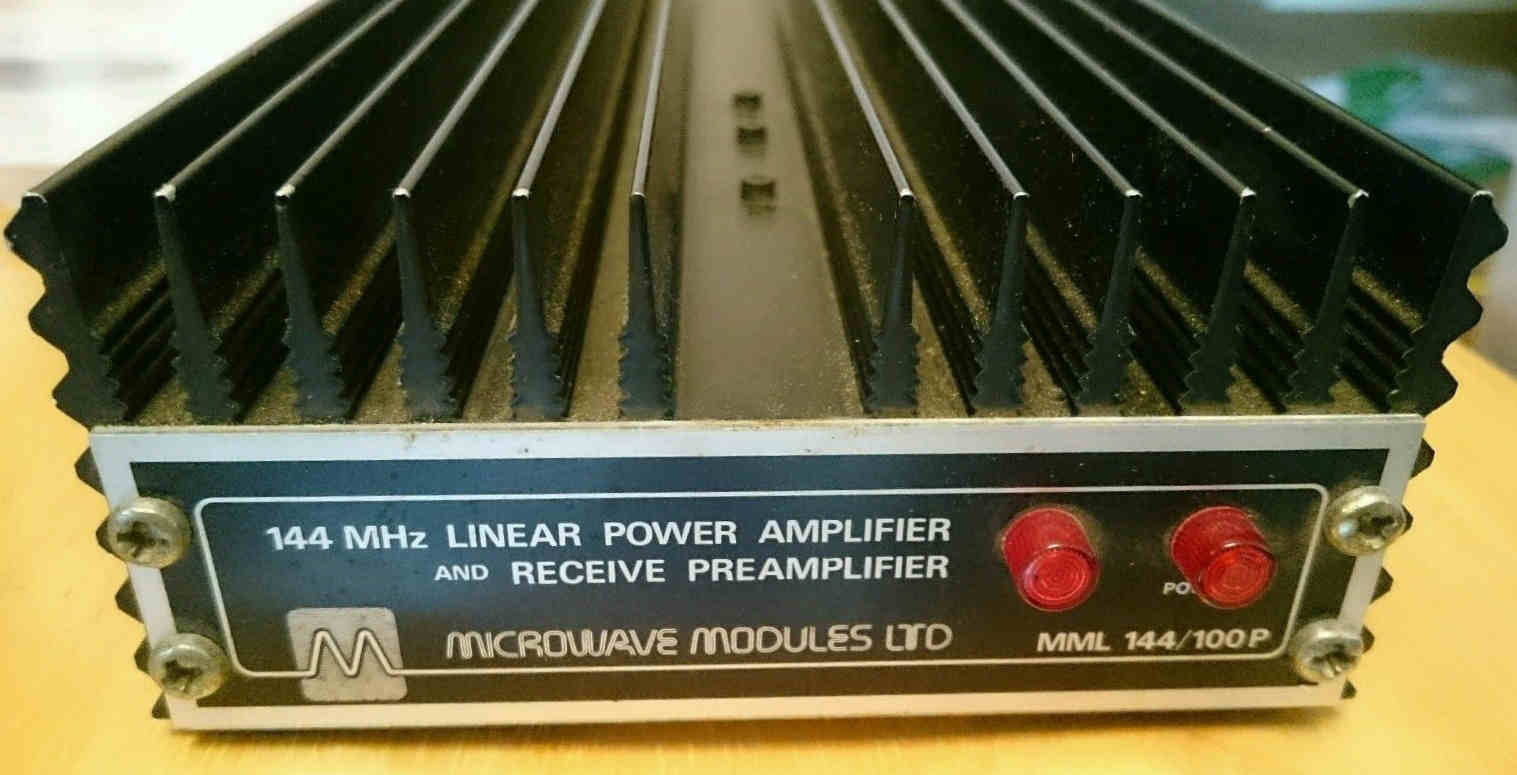 144 MHz LINEAR POWER AMPLIFIER
AND RECEIVE PREAMPLIFIER
M MICROWAVE MODULES LTD
MML 144/100P